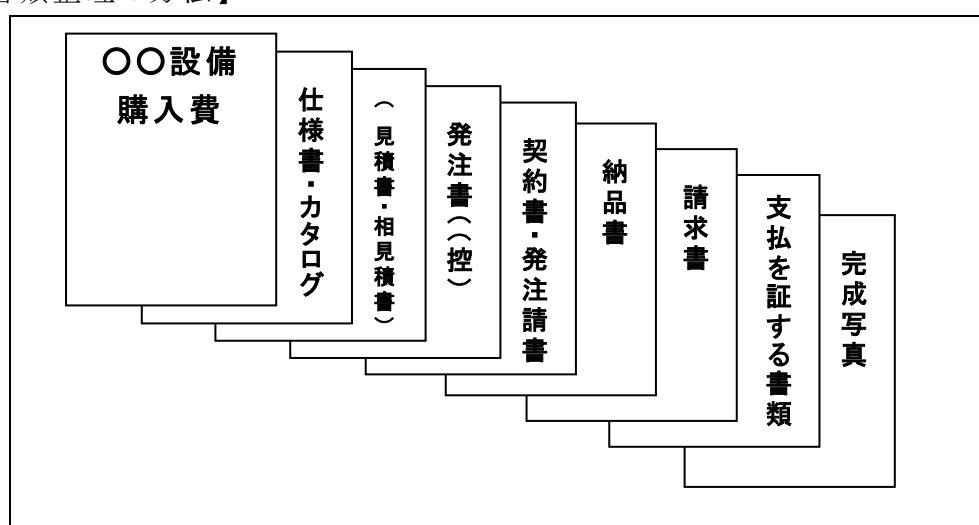 〇〇設備
購入費
仕様書・カタログ
（見積書・相見積書）
発注書（（控）
契約書・発注請書
納品書
請求書
支払を証する書類
完成写真